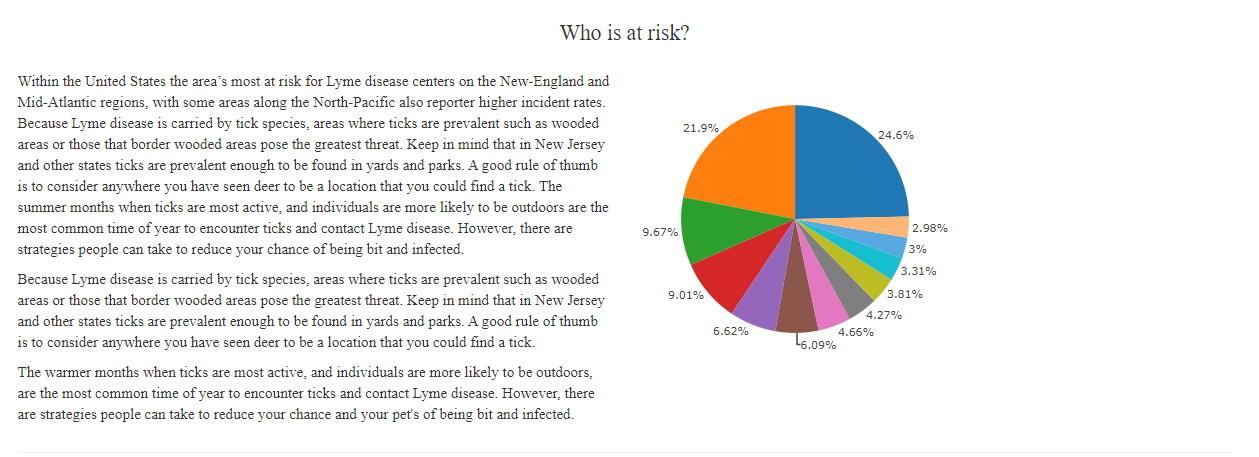 Who is at risk?
Within the United States the area’s most at risk for Lyme disease centers on the New-England and
Mid-Atlantic regions, with some areas along the North-Pacific also reporter higher incident rates.
Because Lyme disease is carried by tick species, areas where ticks are prevalent such as wooded
areas or those that border wooded areas pose the greatest threat. Keep in mind that in New Jersey
and other states ticks are prevalent enough to be found in yards and parks. A good rule of thumb
is to consider anywhere you have seen deer to be a location that you could find a tick. The
summer months when ticks are most active, and individuals are more likely to be outdoors are the
most common time of year to encounter ticks and contact Lyme disease. However, there are
strategies people can take to reduce your chance of being bit and infected.
Because Lyme disease is carried by tick species, areas where ticks are prevalent such as wooded
areas or those that border wooded areas pose the greatest threat. Keep in mind that in New Jersey
and other states ticks are prevalent enough to be found in yards and parks. A good rule of thumb
is to consider anywhere you have seen deer to be a location that you could find a tick.
The warmer months when ticks are most active, and individuals are more likely to be outdoors,
are the most common time of year to encounter ticks and contact Lyme disease. However, there
are strategies people can take to reduce your chance and your pet's of being bit and infected.
21.9%
24.6%
9.67%
2.98%
3%
3.31%
9.01%
3.81%
4.27%
6.62%
4.66%
6.09%